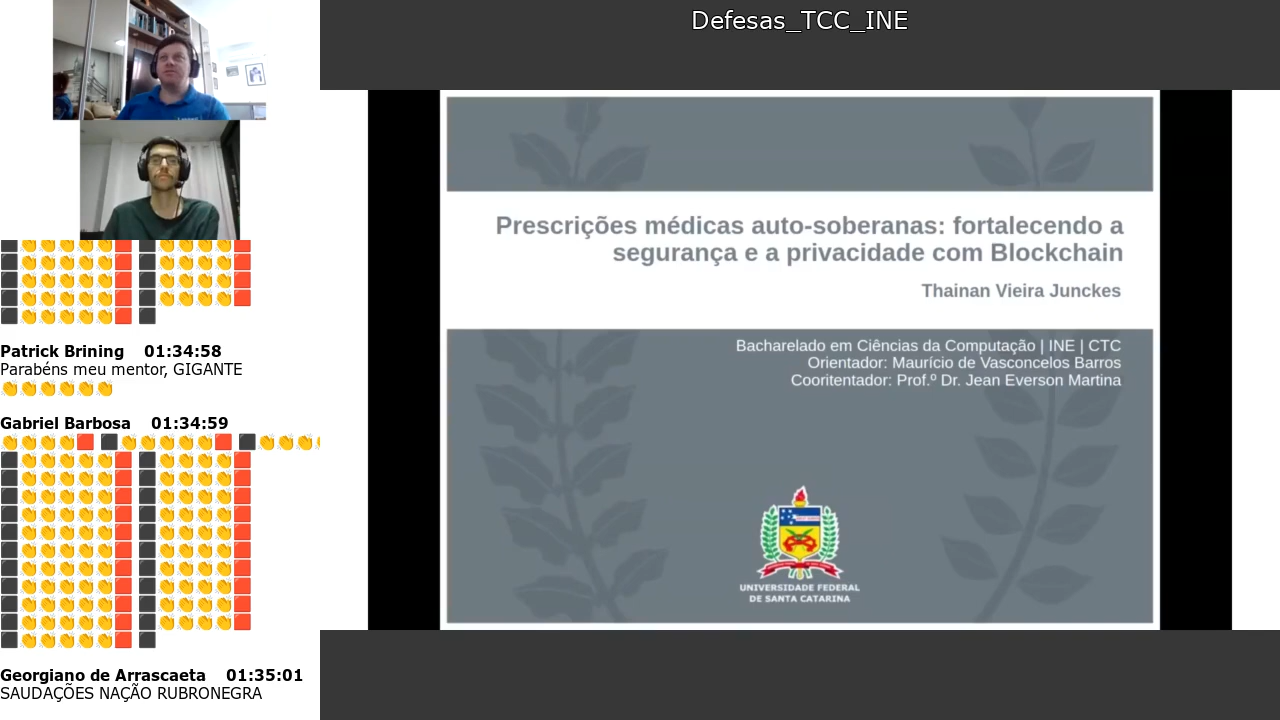 Defesas_TCC_INE
Prescrições médicas auto-soberanas: fortalecendo a
segurança e a privacidade com Blockchain
Thainan Vieira Junckes
Bacharelado em Ciências da Computação | INE | CTC
Orientador: Maurício de Vasconcelos Barros
Cooritentador: Prof.º Dr. Jean Everson Martina
UNIVERSIDADE FEDERAL
DE SANTA CATARINA
Patrick Brining 01:34:58
Parabéns meu mentor, GIGANTE
👏👏👏👏👏👏
Gabriel Barbosa 01:34:59
Georgiano de Arrascaeta 01:35:01
SAUDAÇÕES NAÇÃO RUBRONEGRA